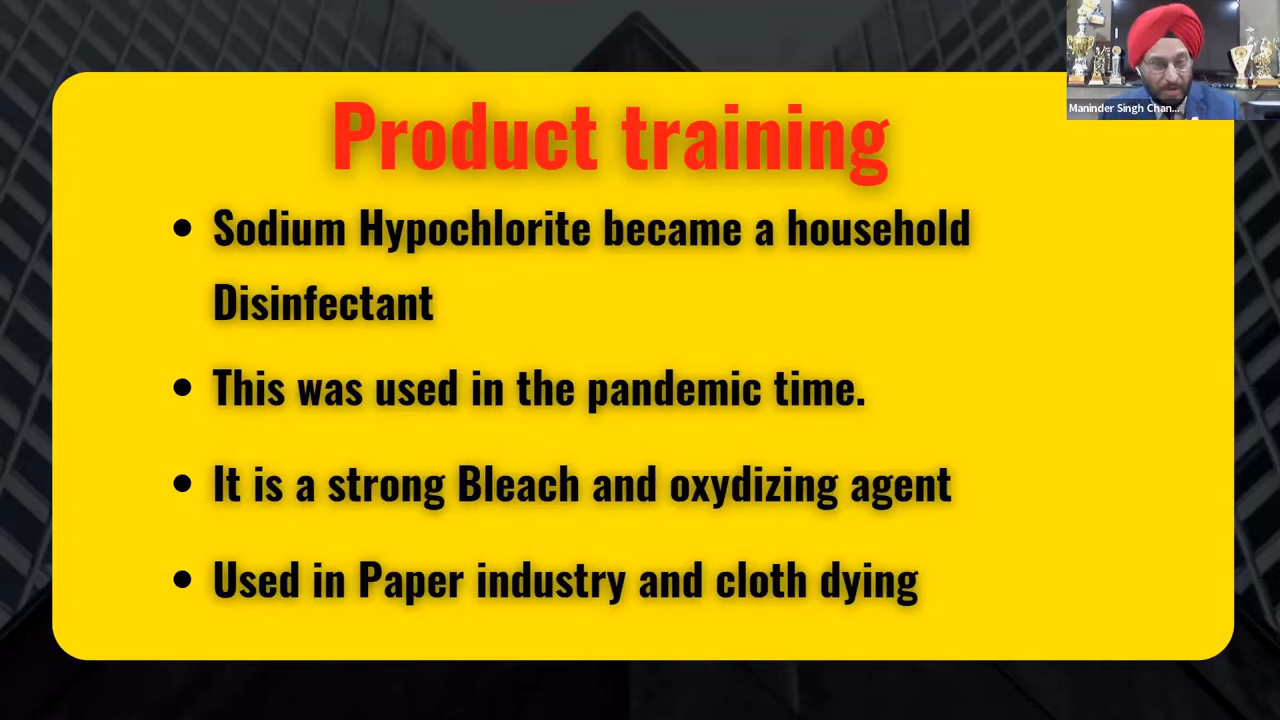 Maninder Singh Chan...
Product training
• Sodium Hypochlorite became a household
Disinfectant
• This was used in the pandemic time.
• It is a strong Bleach and oxydizing agent
• Used in Paper industry and cloth dying